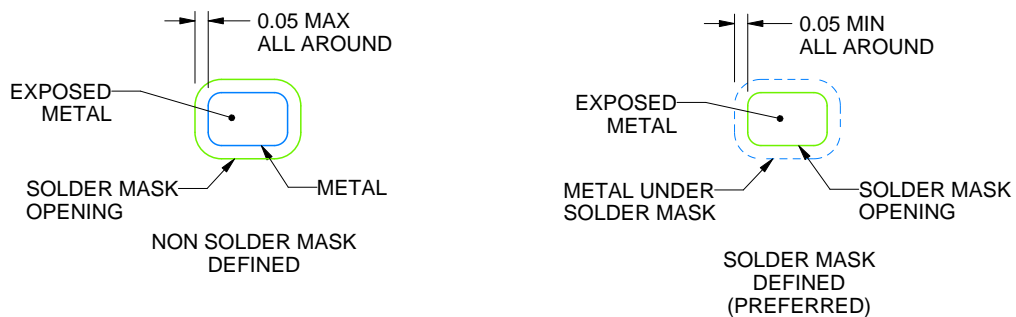 0.05 MAX
ALL AROUND
EXPOSED
METAL
SOLDER MASK
OPENING
METAL
NON SOLDER MASK
DEFINED
0.05 MIN
ALL AROUND
EXPOSED
METAL
METAL UNDER
SOLDER MASK
SOLDER MASK
OPENING
SOLDER MASK
DEFINED
(PREFERRED)